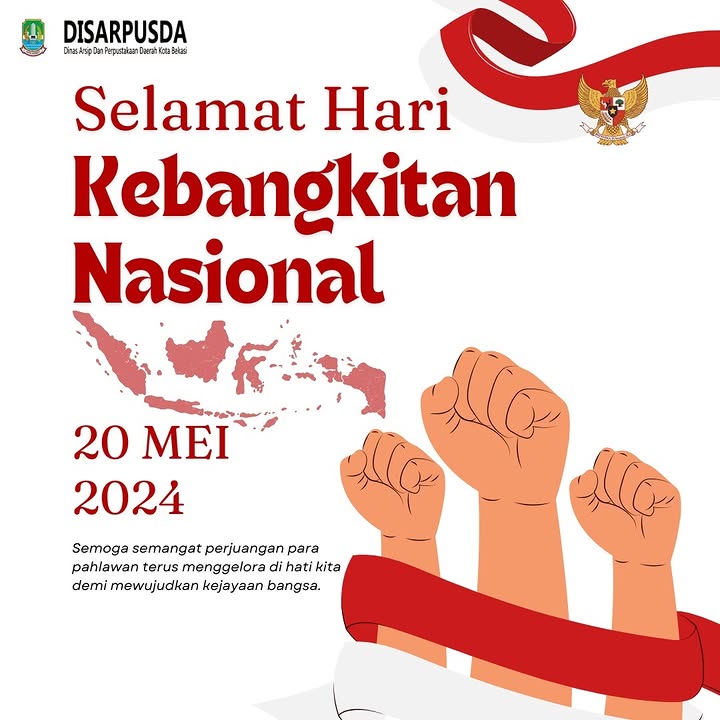 DISARPUSDA
Dinas Arsip Dan Perpustakaan Daerah Kota Bekasi
Selamat Hari
Kebangkitan
Nasional
20 MEI
2024
Semoga semangat perjuangan para
pahlawan terus menggelora di hati kita
demi mewujudkan kejayaan bangsa.